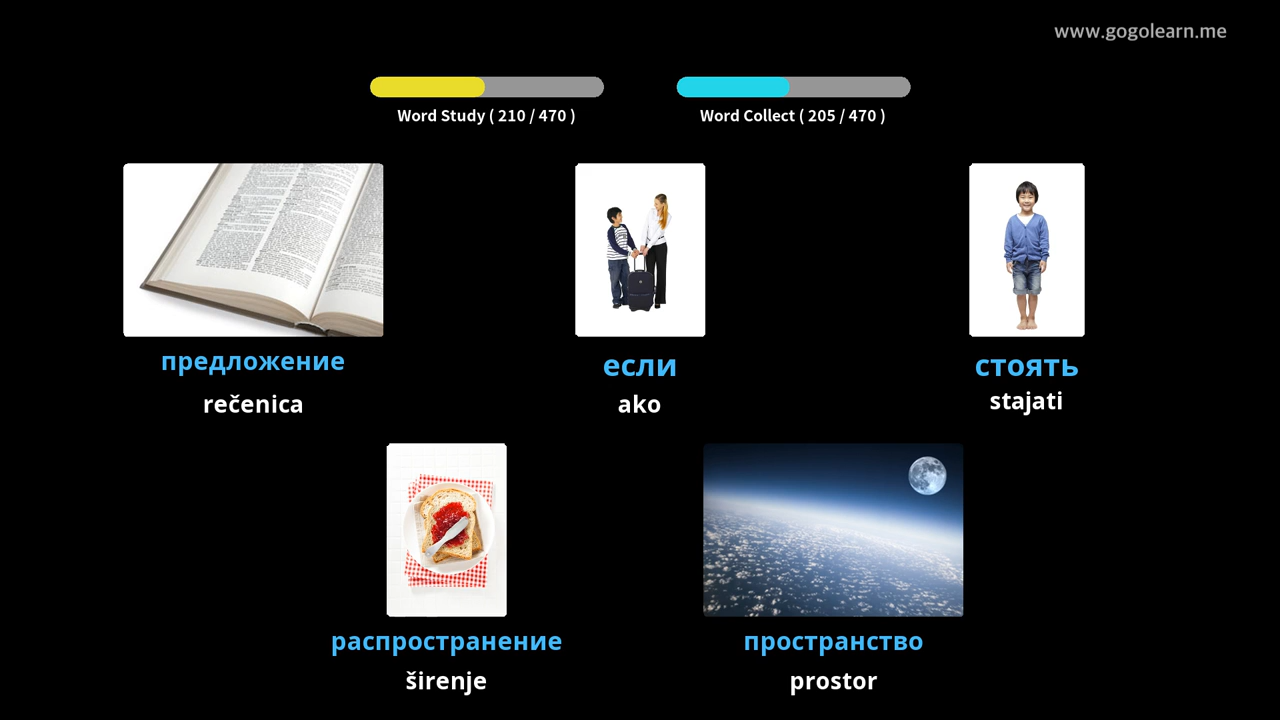 www.gogolearn.me
Word Study ( 210 / 470 )
Word Collect ( 205 / 470 )
предложение
rečenica
если
ako
стоять
stajati
распространение
širenje
пространство
prostor